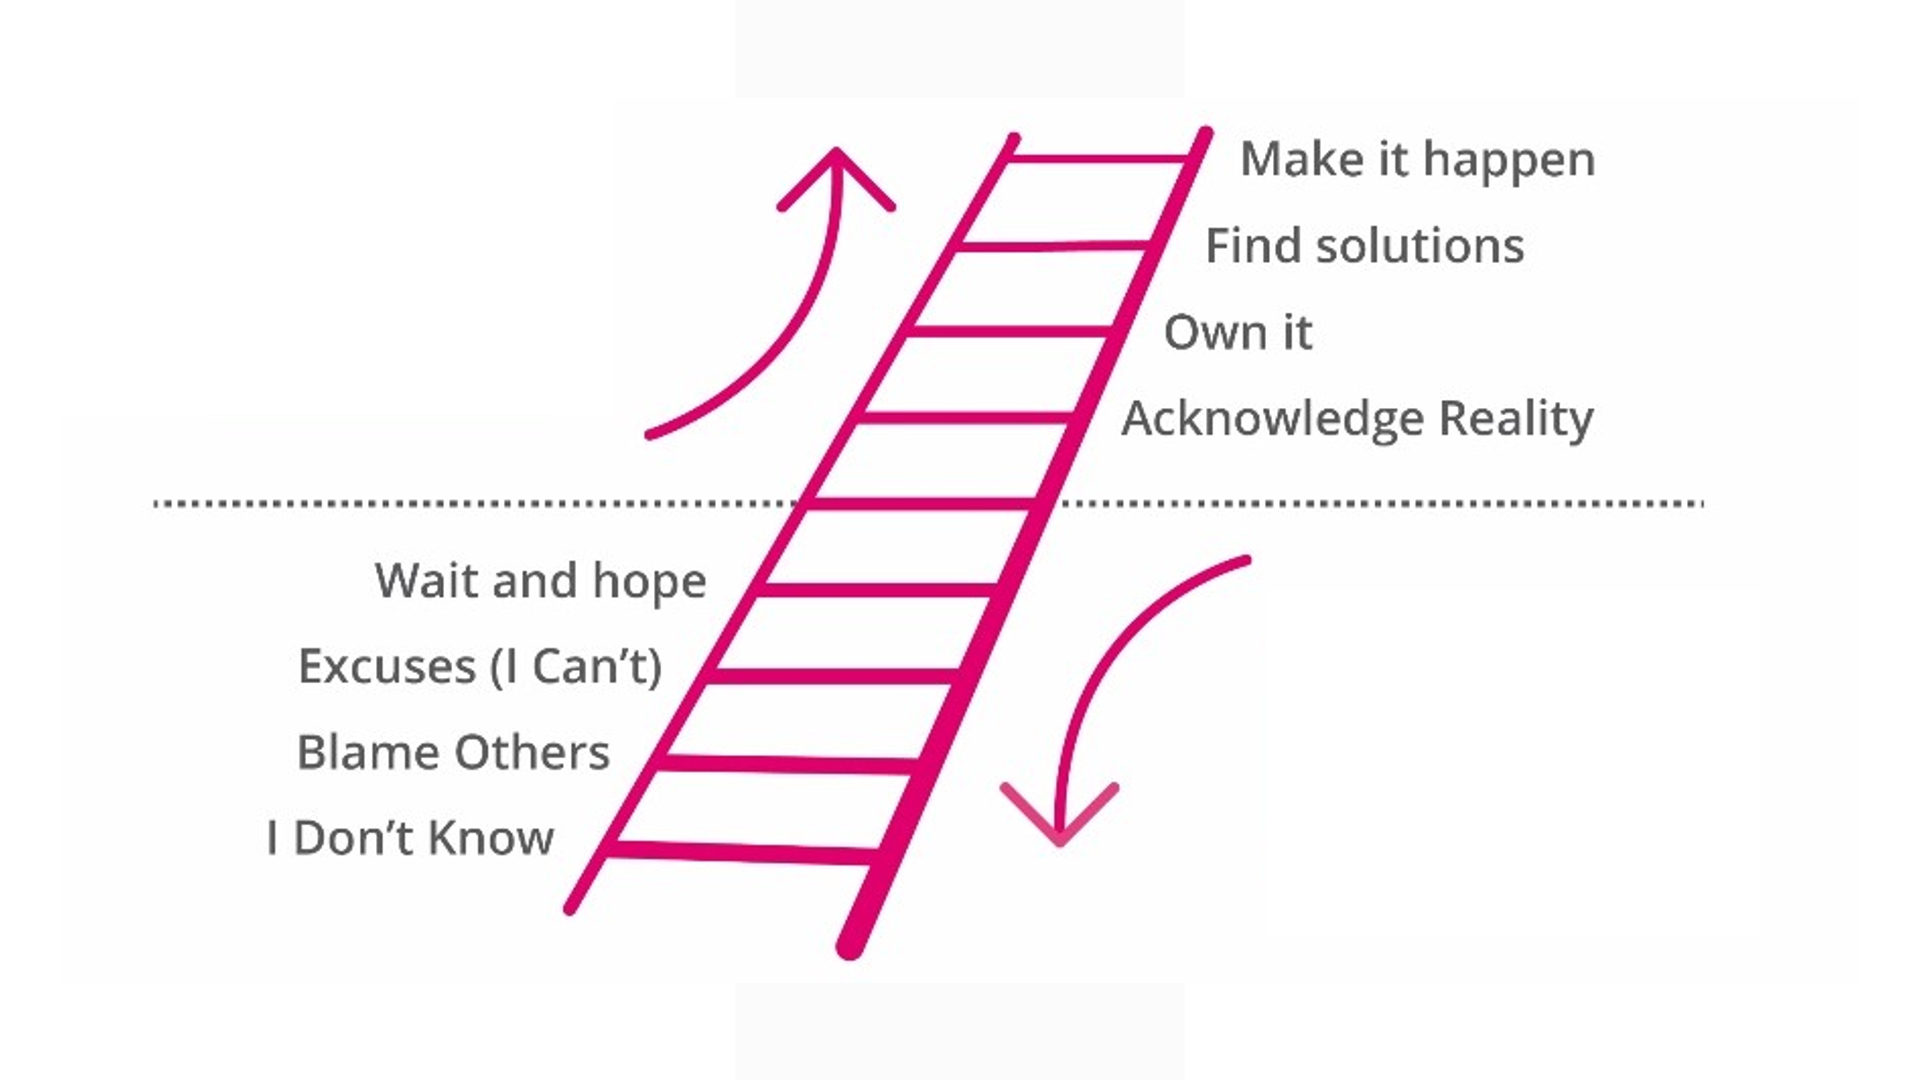 Make it happen
Find solutions
Own it
Acknowledge Reality
Wait and hope
Excuses (I Can’t)
Blame Others
I Don’t Know